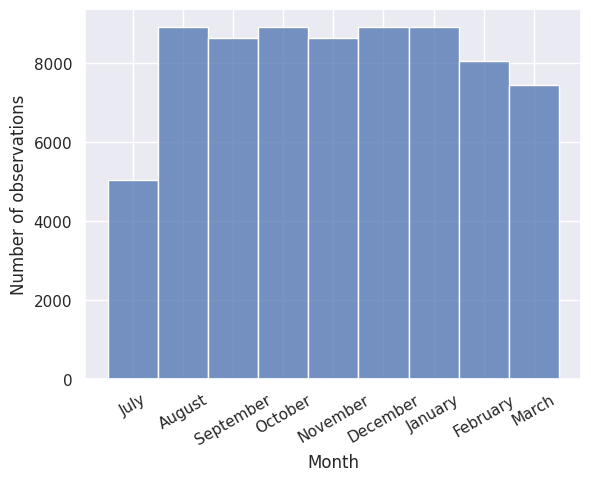 Number of observations
8000
6000
4000
2000
0
July
August
September
October
November
December
January
February
March
Month